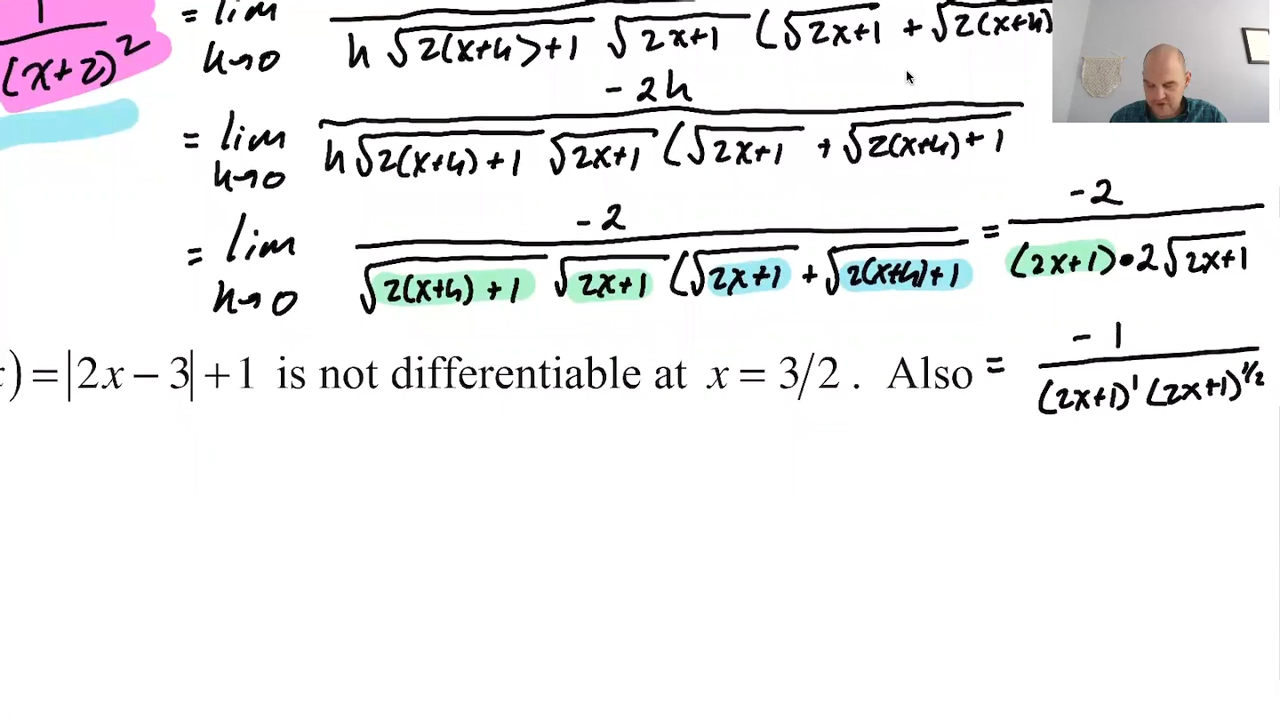 1
(x+2)²
= lim h→0
h√(2(x+h)+1) √(2x+1) (√(2x+1) + √(2(x+h)
= lim h→0 -2h / h√(2(x+h)+1) √(2x+1) (√(2x+1) + √(2(x+h)+1)
= lim h→0 -2 / √(2(x+h)+1) √(2x+1) (√(2x+1) + √(2(x+h)+1) = -2 / (2x+1)•2√(2x+1)
) = |2x − 3| + 1 is not differentiable at x = 3/2 . Also = -1 / (2x+1)¹ (2x+1)^1/2